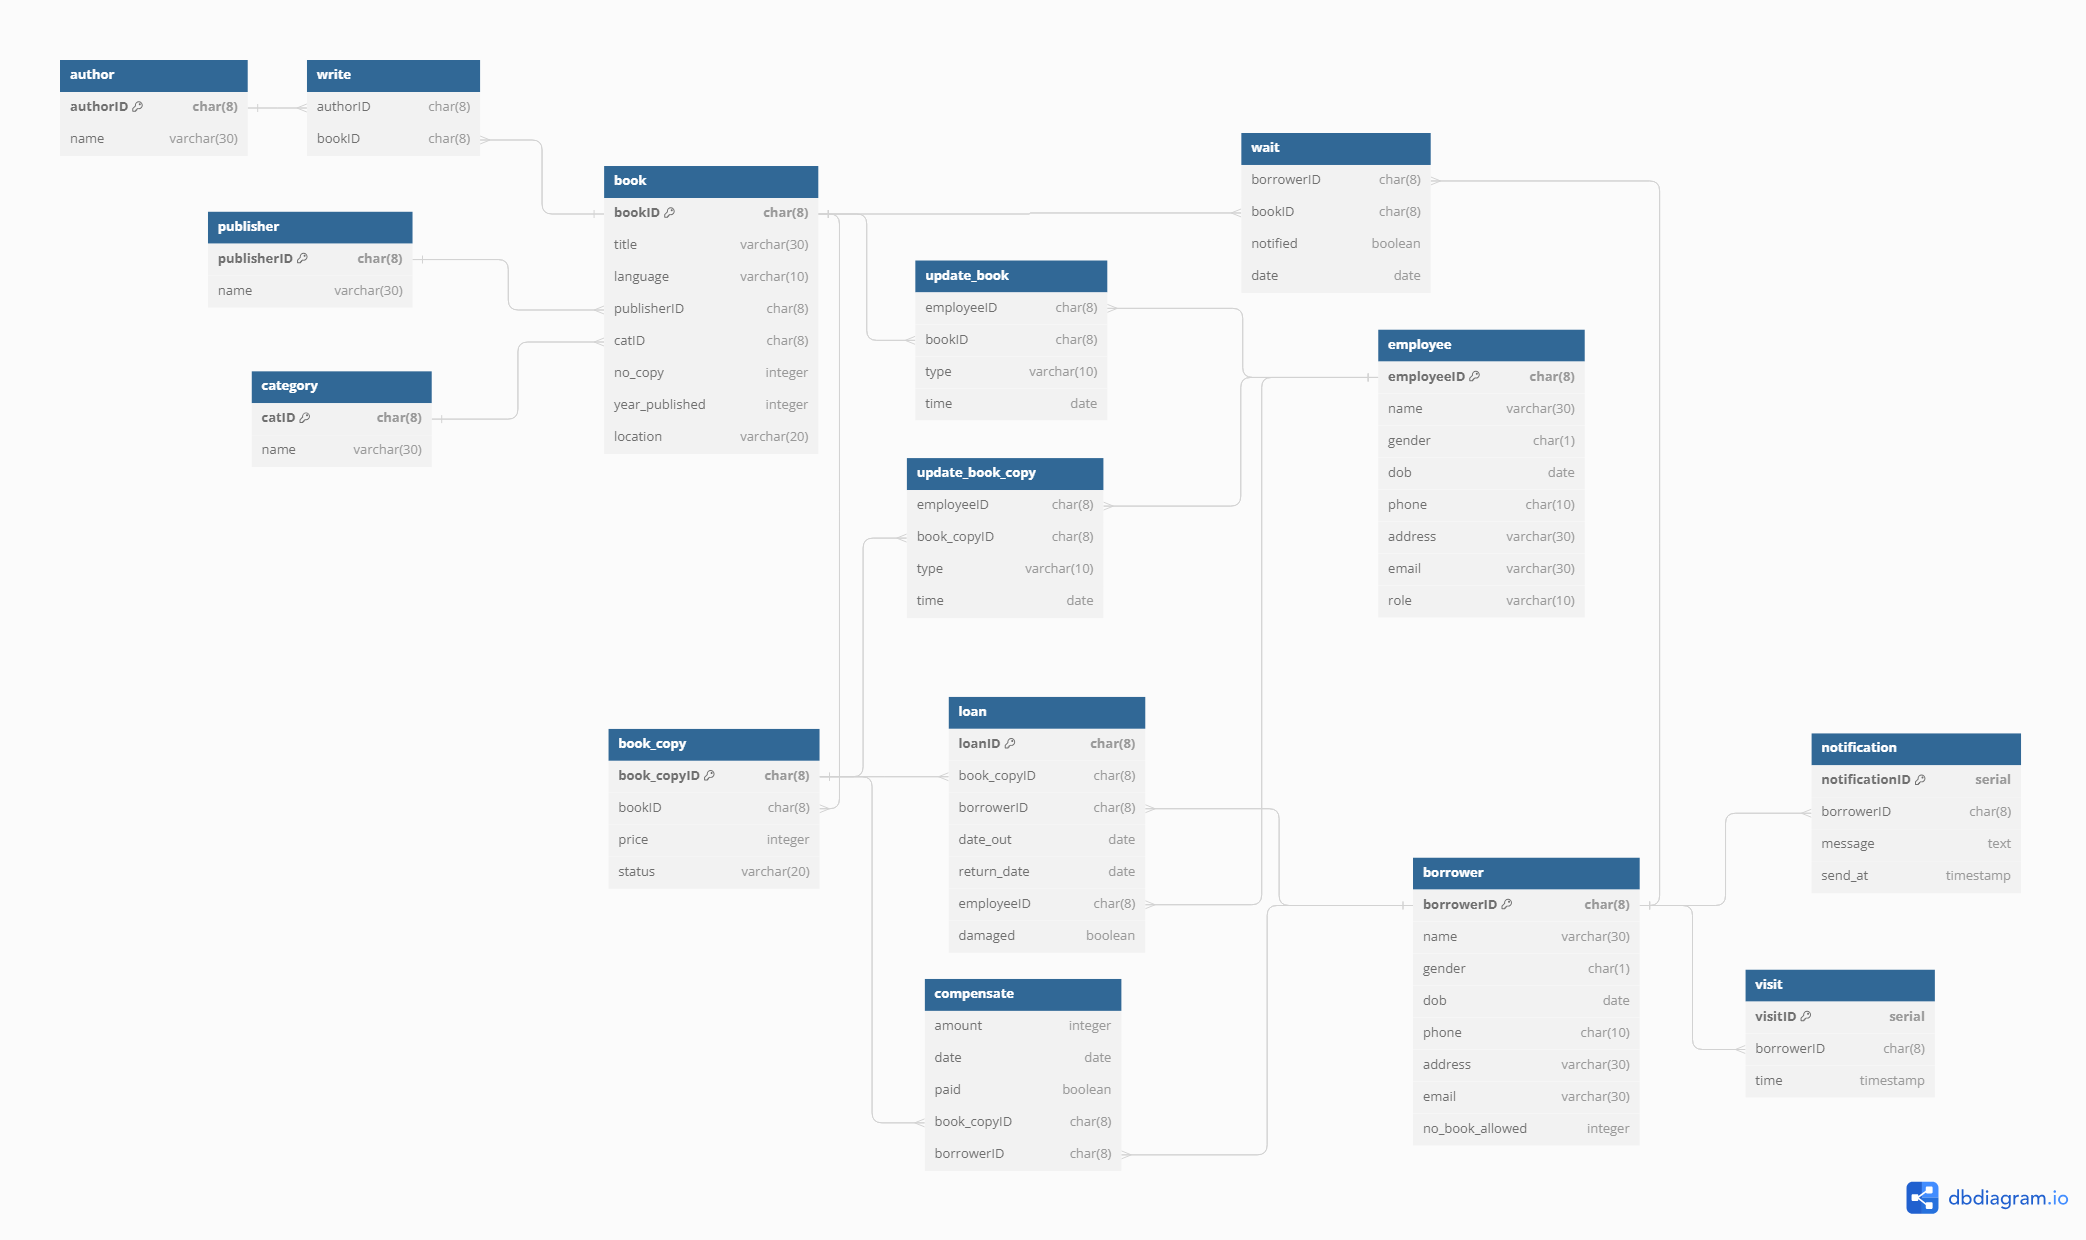 author
authorID char(8)
name varchar(30)
write
authorID char(8)
bookID char(8)
publisher
publisherID char(8)
name varchar(30)
category
catID char(8)
name varchar(30)
book
bookID char(8)
title varchar(30)
language varchar(10)
publisherID char(8)
catID char(8)
no_copy integer
year_published integer
location varchar(20)
wait
borrowerID char(8)
bookID char(8)
notified boolean
date date
update_book
employeeID char(8)
bookID char(8)
type varchar(10)
time date
employee
employeeID char(8)
name varchar(30)
gender char(1)
dob date
phone char(10)
address varchar(30)
email varchar(30)
role varchar(10)
update_book_copy
employeeID char(8)
book_copyID char(8)
type varchar(10)
time date
book_copy
book_copyID char(8)
bookID char(8)
price integer
status varchar(20)
loan
loanID char(8)
book_copyID char(8)
borrowerID char(8)
date_out date
return_date date
employeeID char(8)
damaged boolean
compensate
amount integer
date date
paid boolean
book_copyID char(8)
borrowerID char(8)
borrower
borrowerID char(8)
name varchar(30)
gender char(1)
dob date
phone char(10)
address varchar(30)
email varchar(30)
no_book_allowed integer
notification
notificationID serial
borrowerID char(8)
message text
send_at timestamp
visit
visitID serial
borrowerID char(8)
time timestamp
dbdiagram.io